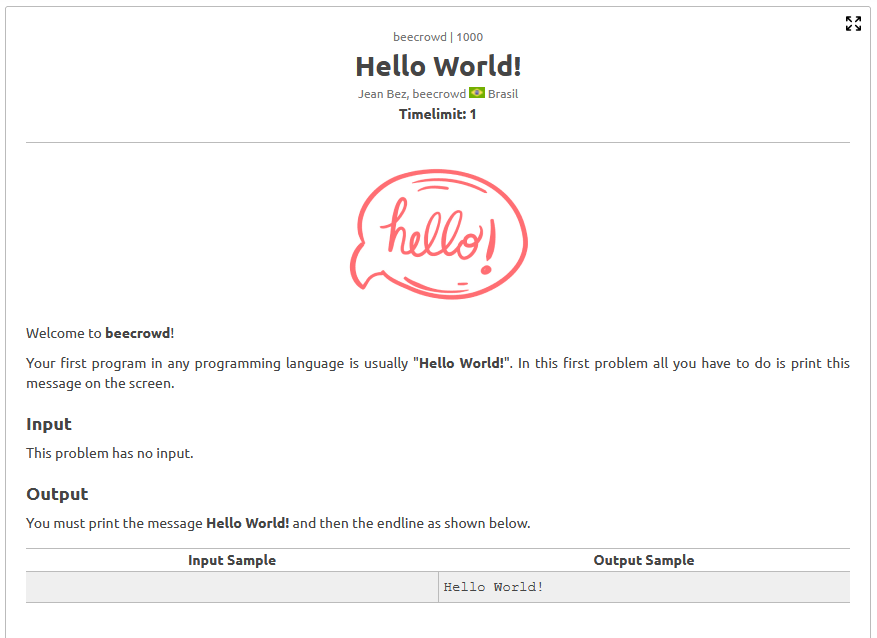 beecrowd | 1000
Hello World!
Jean Bez, beecrowd Brasil
Timelimit: 1
hello!
Welcome to beecrowd!
Your first program in any programming language is usually "Hello World!". In this first problem all you have to do is print this
message on the screen.
Input
This problem has no input.
Output
You must print the message Hello World! and then the endline as shown below.
Input Sample Output Sample
Hello World!